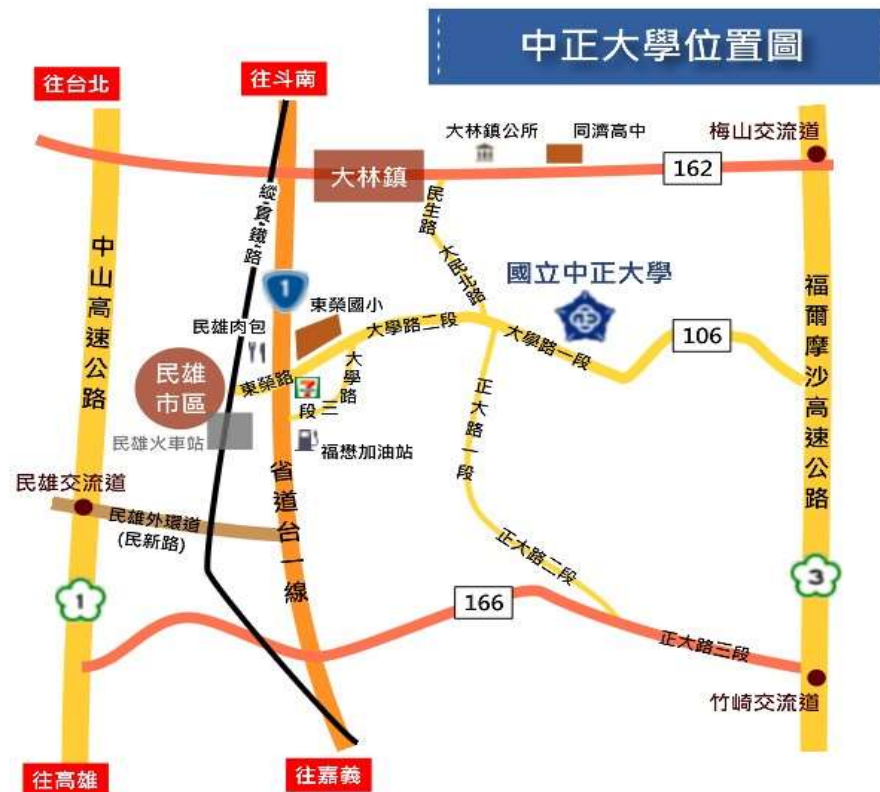 中正大學位置圖
往台北
往斗南
大林鎮公所
同濟高中
梅山交流道
大林鎮
162
民生路
縱貫鐵路
大民北路
中山高速公路
國立中正大學
福爾摩沙高速公路
1
東榮國小
民雄肉包
大學路二段
大學路一段
106
民雄
市區
東榮路
7
大學路
三段
正大路一段
民雄火車站
福懋加油站
省道台一線
民雄交流道
民雄外環道
(民新路)
正大路二段
1
166
3
正大路三段
竹崎交流道
往高雄
往嘉義